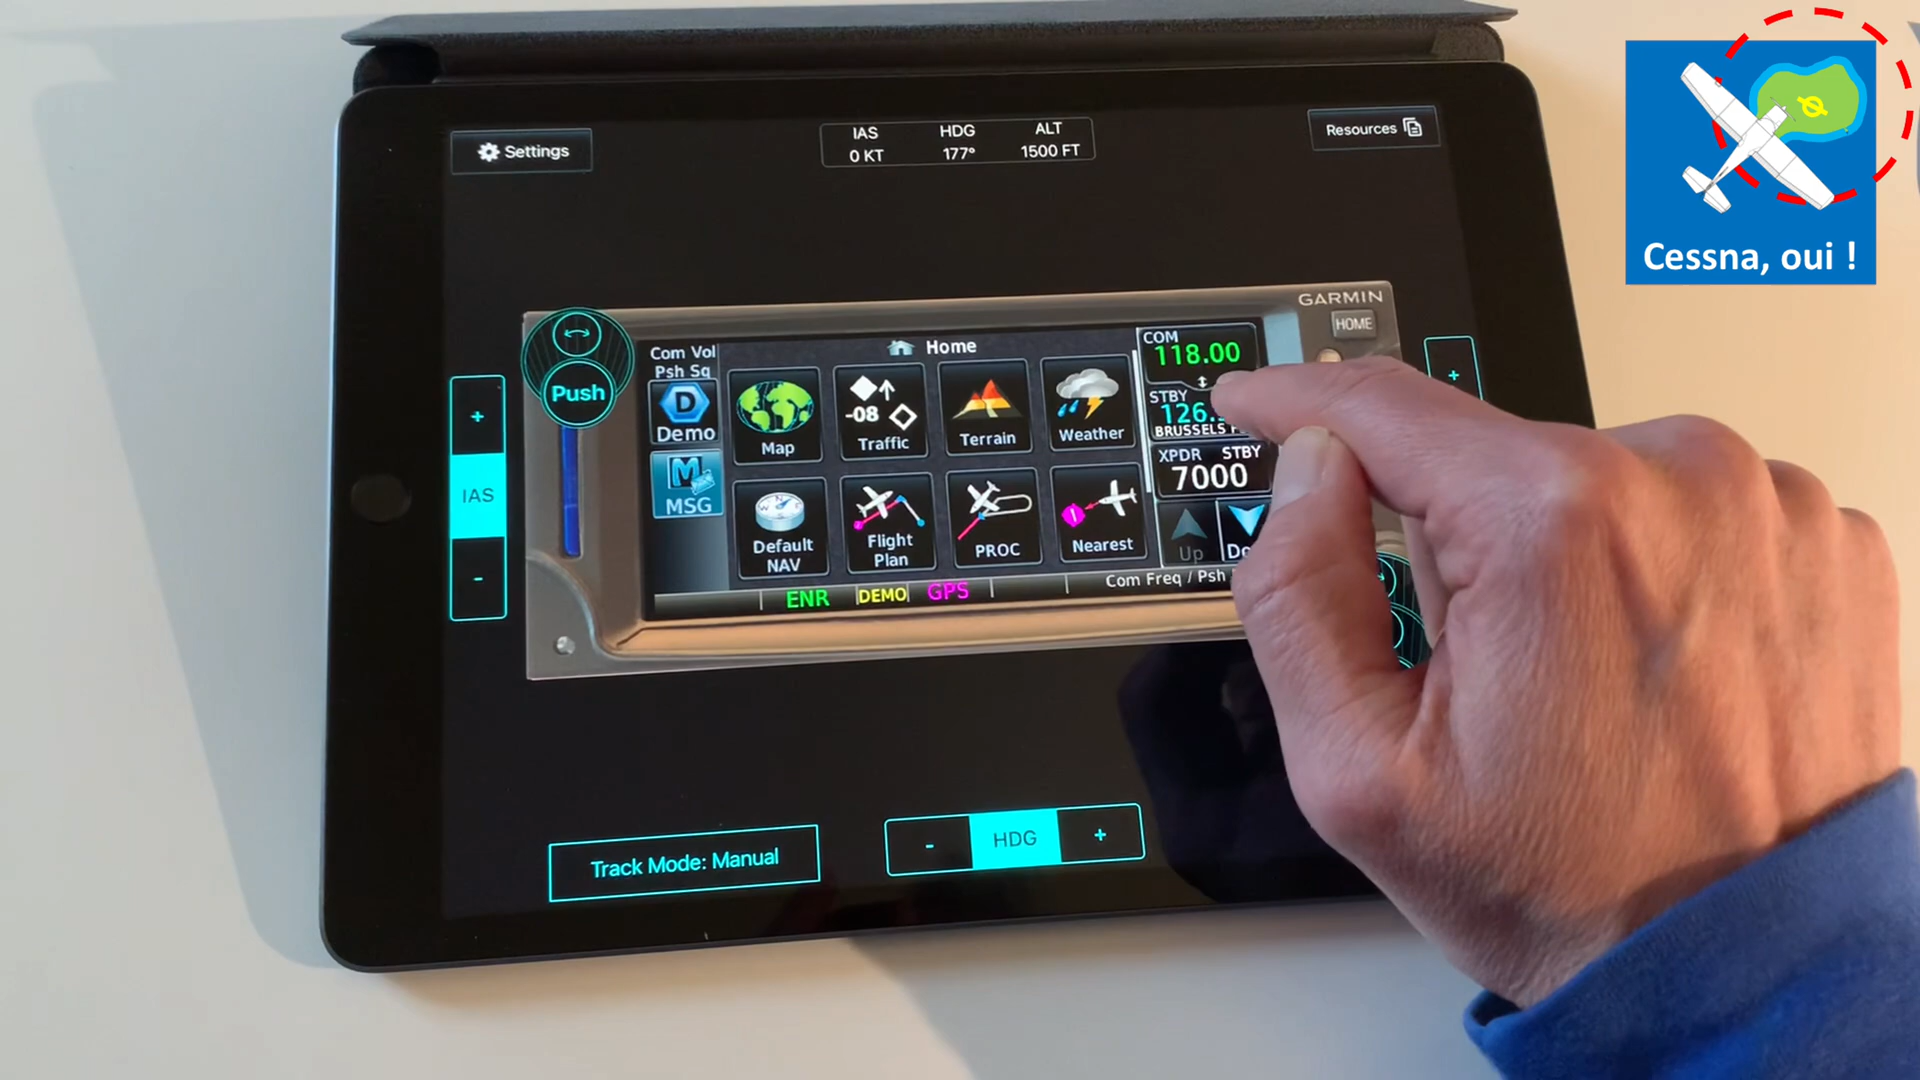 Settings
IAS HDG ALT
0 KT 177° 1500 FT
Resources
Cessna, oui !
GARMIN
HOME
Push
Com Vol
Psh Sq
Home
COM
118.00
STBY
BRUSSELS
XPDR STBY
7000
D
Demo
Map
-08
Traffic
Terrain
Weather
M
MSG
Default
NAV
Flight
Plan
PROC
Nearest
Up
ENR DEMO GPS
Com Freq / Psh
+
IAS
-
+
Track Mode: Manual
- HDG +